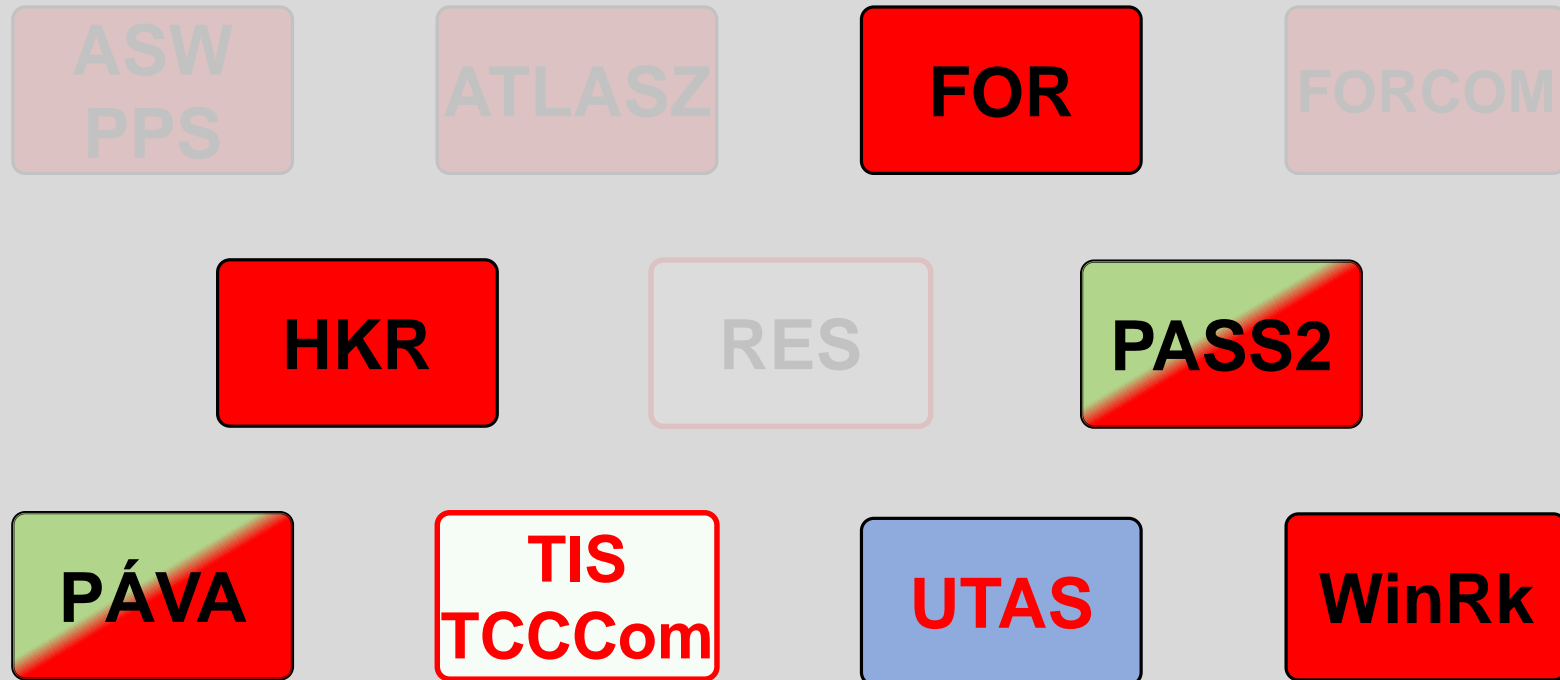 ASW
PPS
ATLASZ
FOR
FORCOM
HKR
RES
PASS2
PÁVA
TIS
TCCCom
UTAS
WinRk